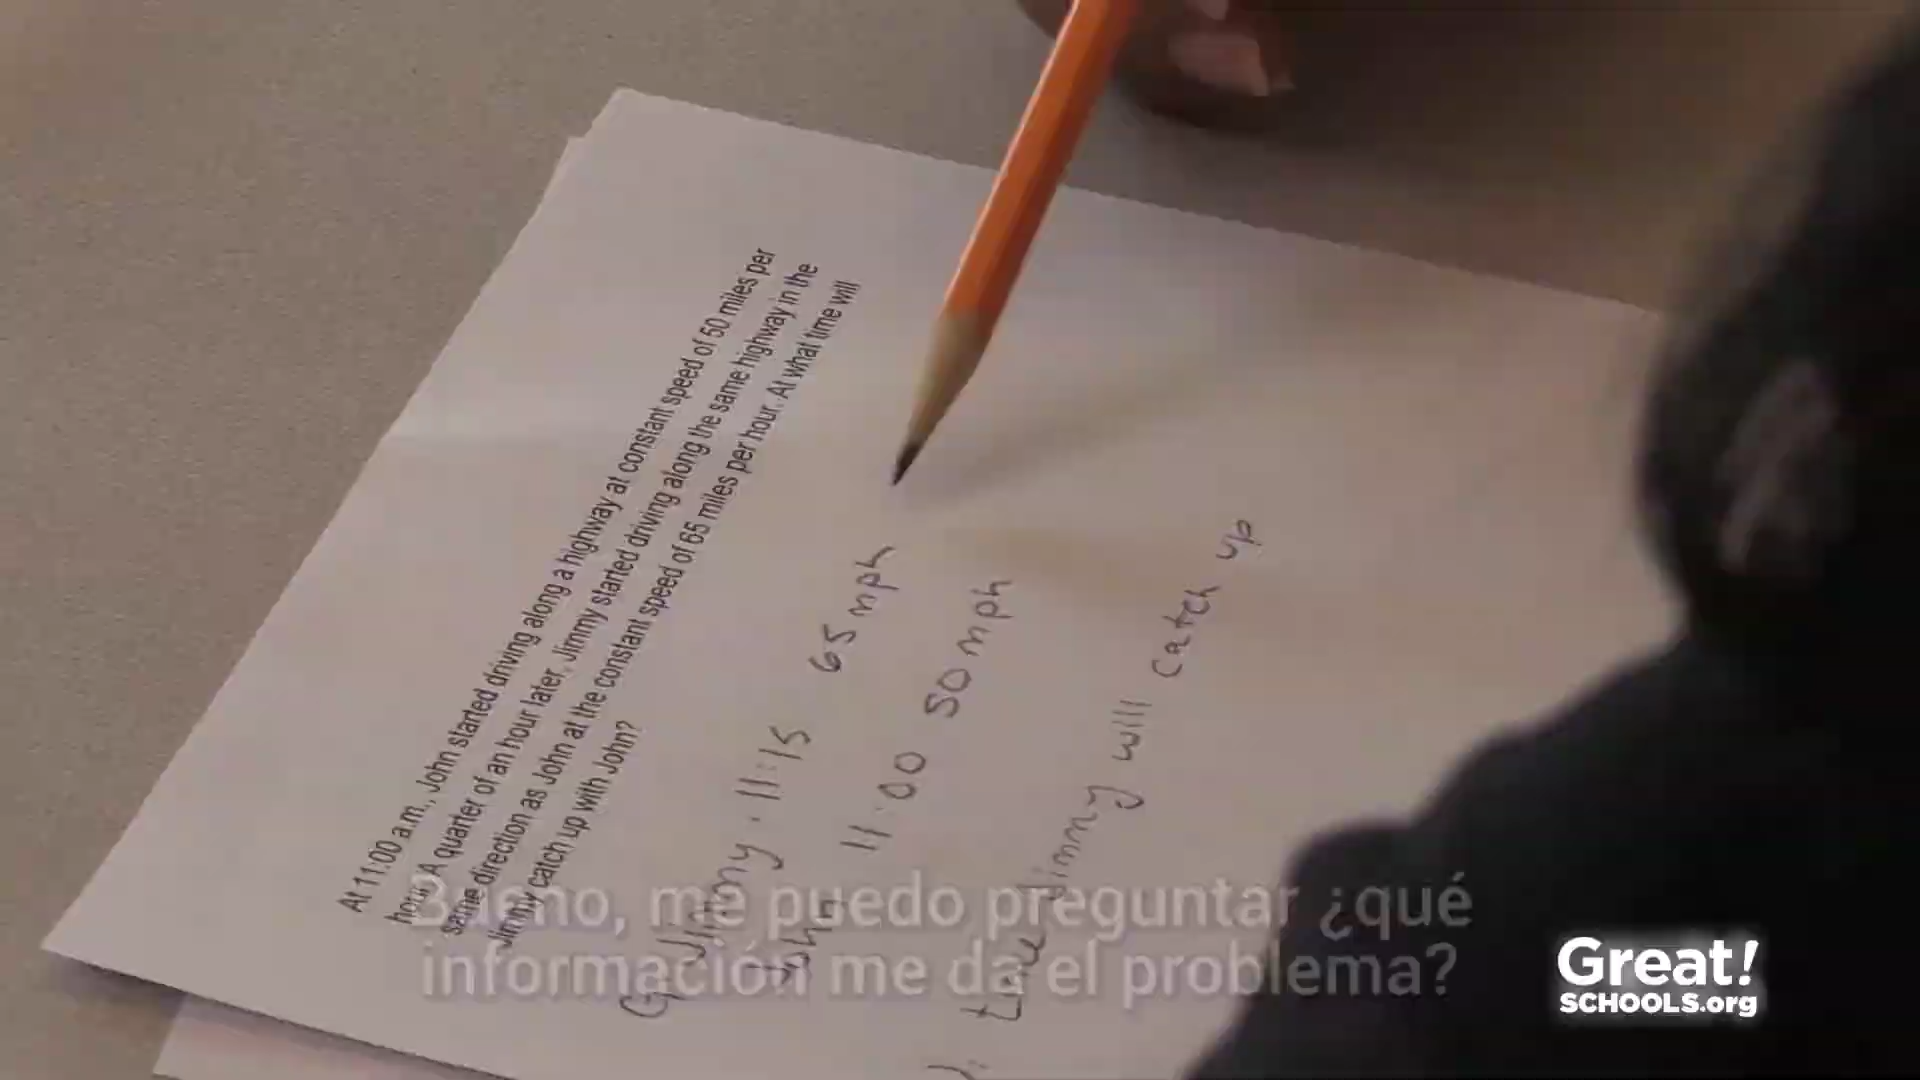 At 11:00 a.m., John started driving along a highway at constant speed of 50 miles per
hour. A quarter of an hour later, Jimmy started driving along the same highway in the
same direction as John at the constant speed of 65 miles per hour. At what time will
Jimmy catch up with John?
G Jimmy 11:15 65 mph
John 11:00 50 mph
time Jimmy will catch up
Bueno, me puedo preguntar ¿qué
información me da el problema?
Great!
SCHOOLS.org